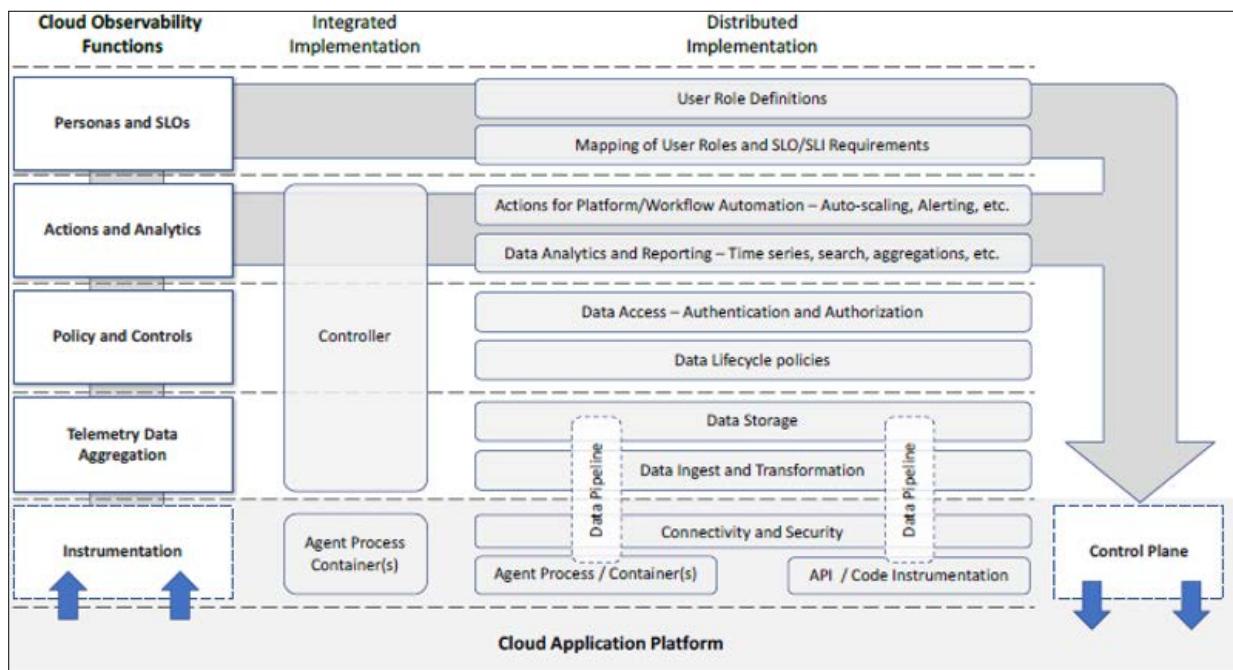 Cloud Observability
Functions
Integrated
Implementation
Distributed
Implementation
Personas and SLOs
User Role Definitions
Mapping of User Roles and SLO/SLI Requirements
Actions and Analytics
Actions for Platform/Workflow Automation – Auto-scaling, Alerting, etc.
Data Analytics and Reporting – Time series, search, aggregations, etc.
Policy and Controls
Controller
Data Access – Authentication and Authorization
Data Lifecycle policies
Telemetry Data
Aggregation
Data Storage
Data Ingest and Transformation
Data Pipeline
Data Pipeline
Instrumentation
Agent Process
Container(s)
Connectivity and Security
Agent Process / Container(s)
API / Code Instrumentation
Control Plane
Cloud Application Platform